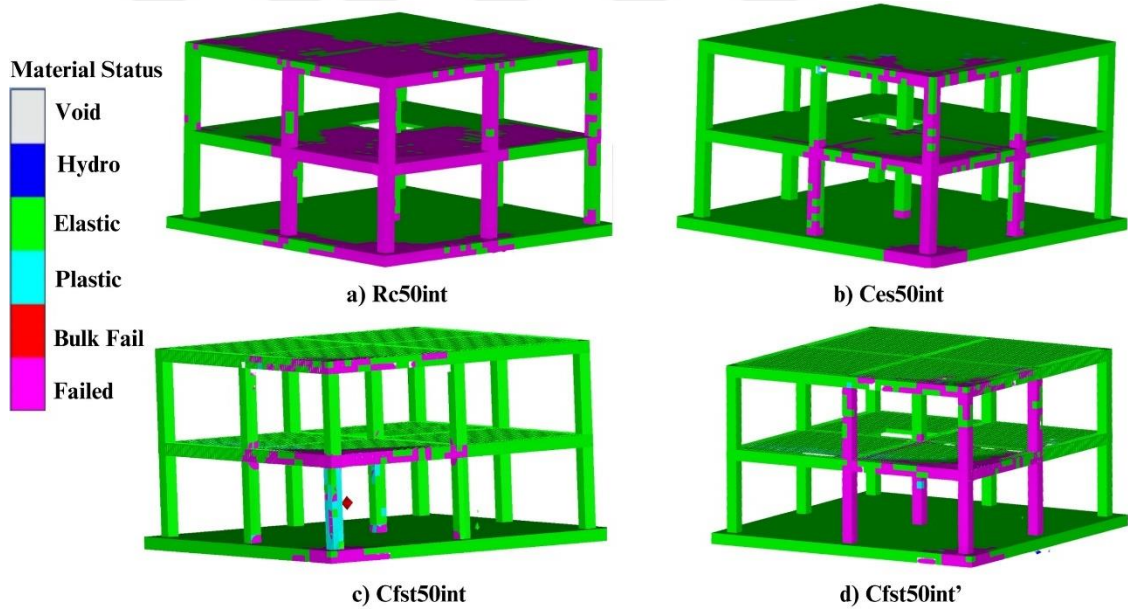 Material Status
Void
Hydro
Elastic
Plastic
Bulk Fail
Failed
a) Rc50int
b) Ces50int
c) Cfst50int
d) Cfst50int’